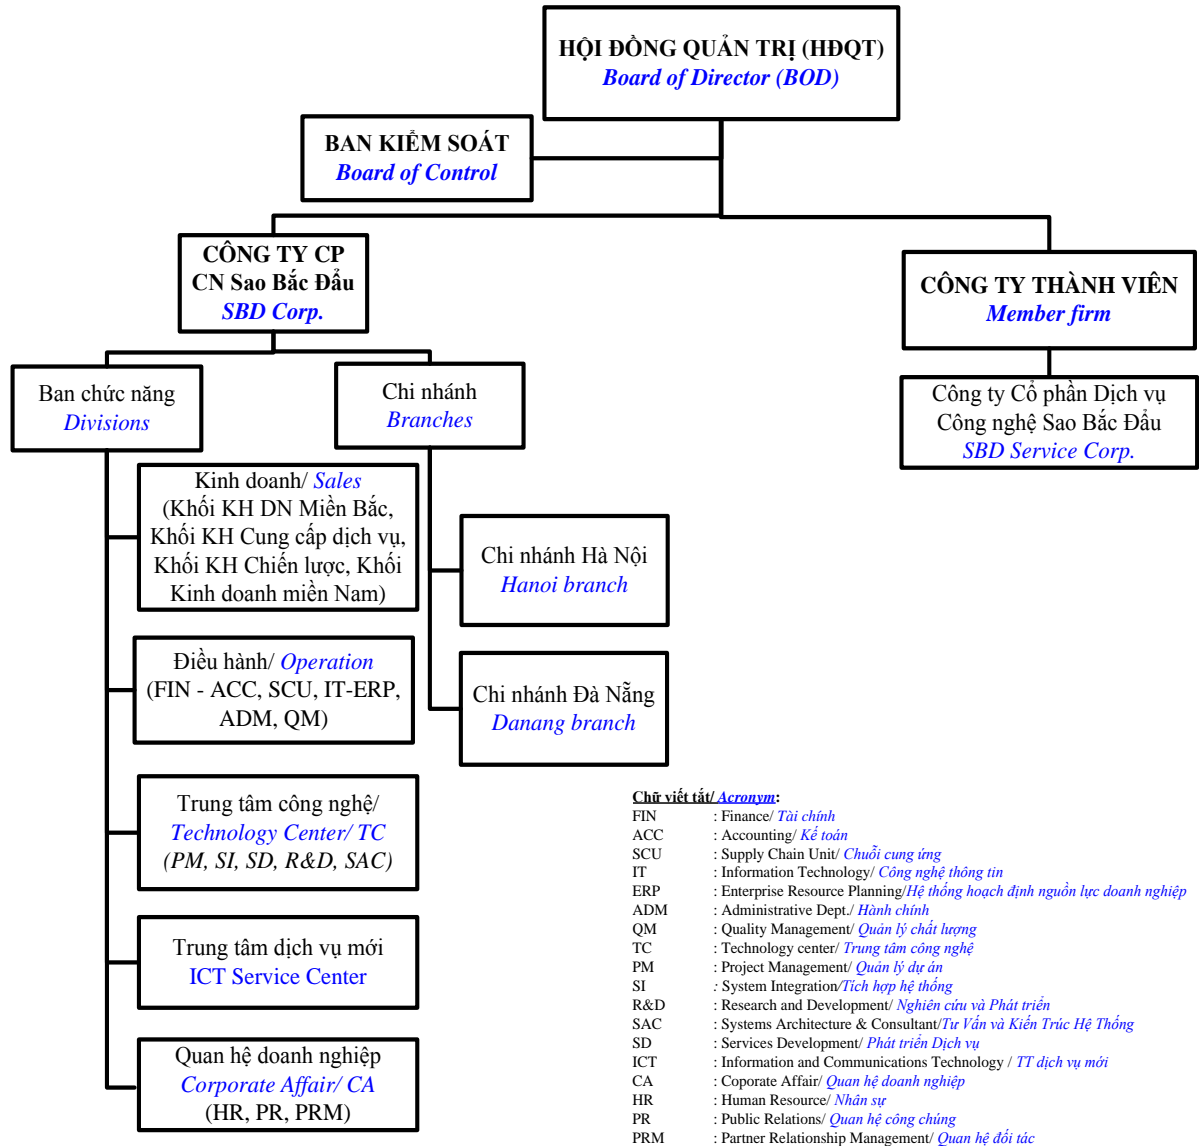 HỘI ĐỒNG QUẢN TRỊ (HĐQT)
Board of Director (BOD)
BAN KIỂM SOÁT
Board of Control
CÔNG TY CP
CN Sao Bắc Đẩu
SBD Corp.
CÔNG TY THÀNH VIÊN
Member firm
Ban chức năng
Divisions
Chi nhánh
Branches
Công ty Cổ phần Dịch vụ
Công nghệ Sao Bắc Đẩu
SBD Service Corp.
Kinh doanh/ Sales
(Khối KH DN Miền Bắc,
Khối KH Cung cấp dịch vụ,
Khối KH Chiến lược, Khối
Kinh doanh miền Nam)
Chi nhánh Hà Nội
Hanoi branch
Điều hành/ Operation
(FIN - ACC, SCU, IT-ERP,
ADM, QM)
Chi nhánh Đà Nẵng
Danang branch
Trung tâm công nghệ/
Technology Center/ TC
(PM, SI, SD, R&D, SAC)
Trung tâm dịch vụ mới
ICT Service Center
Quan hệ doanh nghiệp
Corporate Affair/ CA
(HR, PR, PRM)
Chữ viết tắt/ Acronym:
FIN : Finance/ Tài chính
ACC : Accounting/ Kế toán
SCU : Supply Chain Unit/ Chuỗi cung ứng
IT : Information Technology/ Công nghệ thông tin
ERP : Enterprise Resource Planning/Hệ thống hoạch định nguồn lực doanh nghiệp
ADM : Administrative Dept./ Hành chính
QM : Quality Management/ Quản lý chất lượng
TC : Technology center/ Trung tâm công nghệ
PM : Project Management/ Quản lý dự án
SI : System Integration/Tích hợp hệ thống
R&D : Research and Development/ Nghiên cứu và Phát triển
SAC : Systems Architecture & Consultant/Tư Vấn và Kiến Trúc Hệ Thống
SD : Services Development/ Phát triển Dịch vụ
ICT : Information and Communications Technology / TT dịch vụ mới
CA : Coporate Affair/ Quan hệ doanh nghiệp
HR : Human Resource/ Nhân sự
PR : Public Relations/ Quan hệ công chúng
PRM : Partner Relationship Management/ Quan hệ đối tác